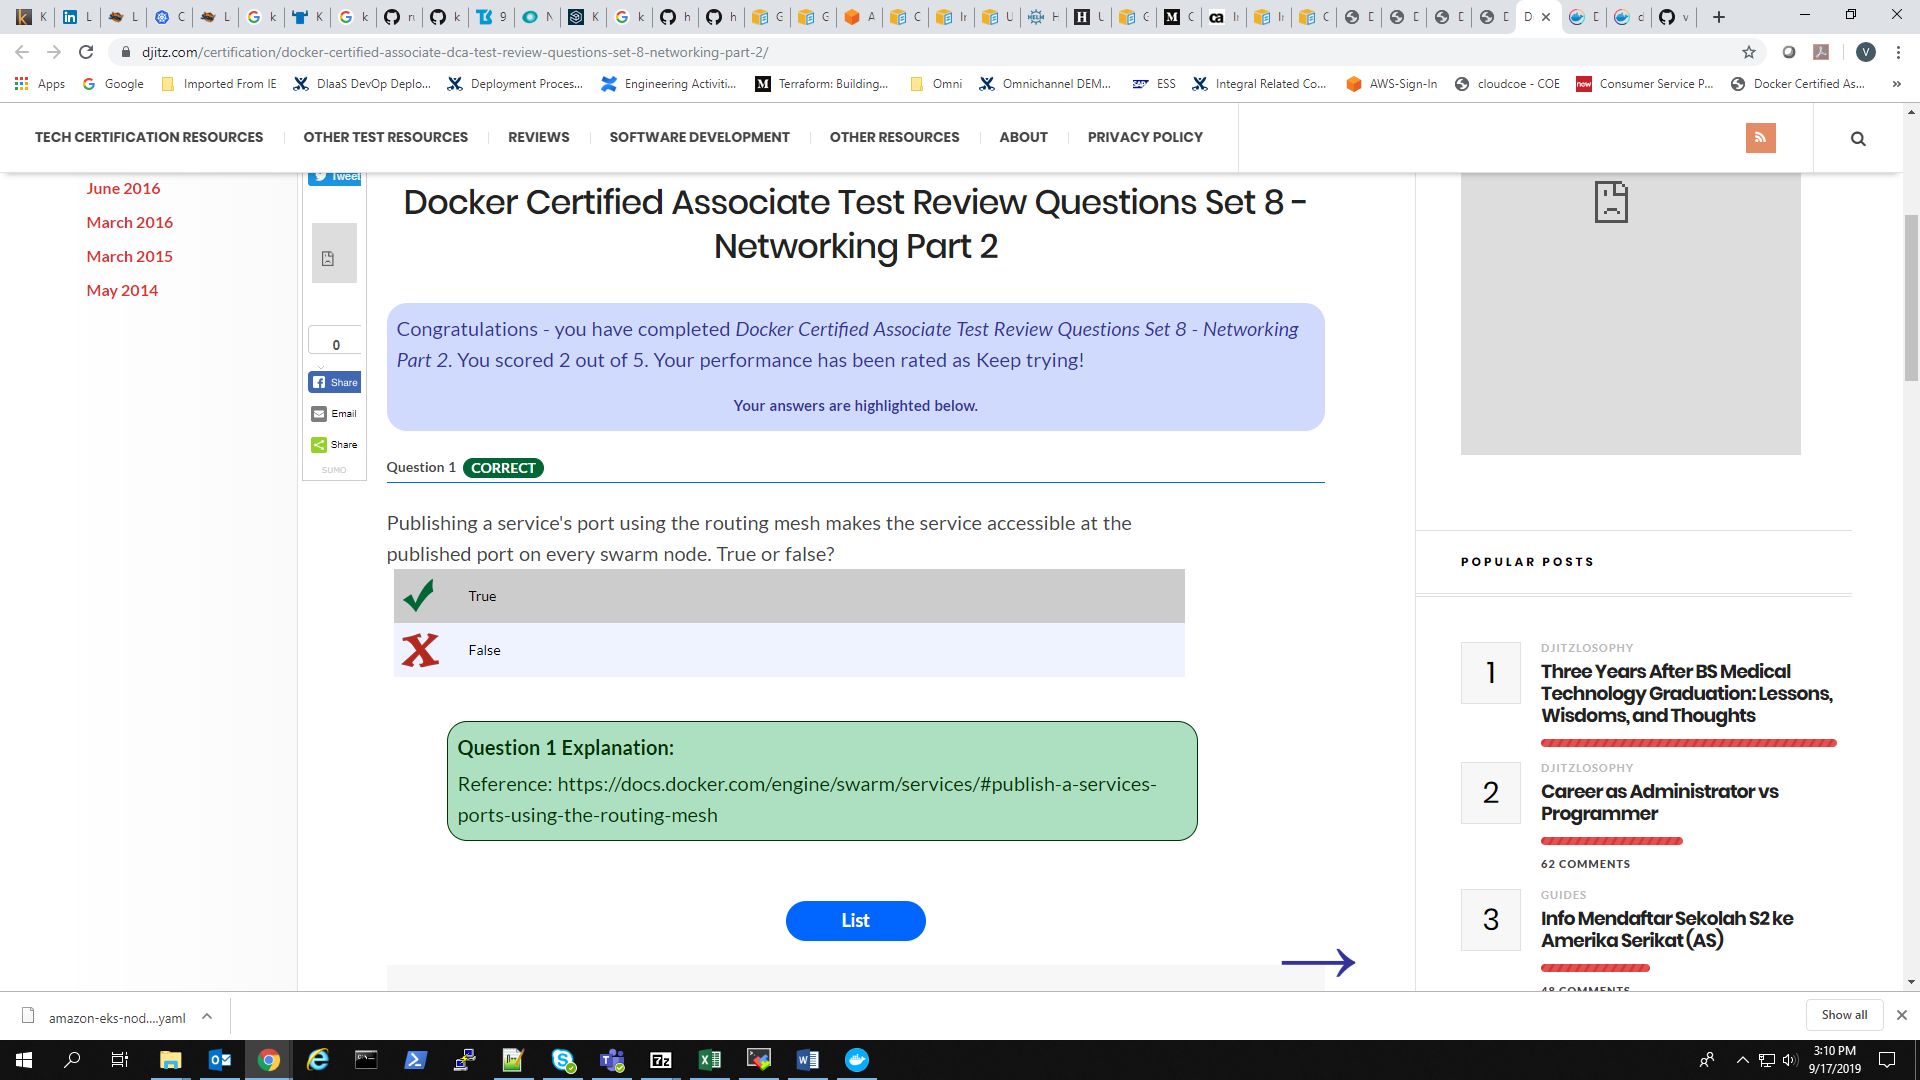 djitz.com/certification/docker-certified-associate-dca-test-review-questions-set-8-networking-part-2/
V
Apps
Google
Imported From IE
DIaaS DevOp Deplo...
Deployment Proces...
Engineering Activiti...
Terraform: Building...
Omni
Omnichannel DEM...
ESS
Integral Related Co...
AWS-Sign-In
cloudcoe - COE
Consumer Service P...
Docker Certified As...
»
TECH CERTIFICATION RESOURCES
OTHER TEST RESOURCES
REVIEWS
SOFTWARE DEVELOPMENT
OTHER RESOURCES
ABOUT
PRIVACY POLICY
June 2016
March 2016
March 2015
May 2014
Tweet
0
Share
Email
Share
SUMO
Docker Certified Associate Test Review Questions Set 8 -
Networking Part 2
Congratulations - you have completed Docker Certified Associate Test Review Questions Set 8 - Networking
Part 2. You scored 2 out of 5. Your performance has been rated as Keep trying!
Your answers are highlighted below.
Question 1 CORRECT
Publishing a service's port using the routing mesh makes the service accessible at the
published port on every swarm node. True or false?
True
False
Question 1 Explanation:
Reference: https://docs.docker.com/engine/swarm/services/#publish-a-services-
ports-using-the-routing-mesh
List
POPULAR POSTS
1
DJITZLOSOPHY
Three Years After BS Medical
Technology Graduation: Lessons,
Wisdoms, and Thoughts
2
DJITZLOSOPHY
Career as Administrator vs
Programmer
62 COMMENTS
3
GUIDES
Info Mendaftar Sekolah S2 ke
Amerika Serikat (AS)
48 COMMENTS
amazon-eks-nod....yaml
Show all
3:10 PM
9/17/2019